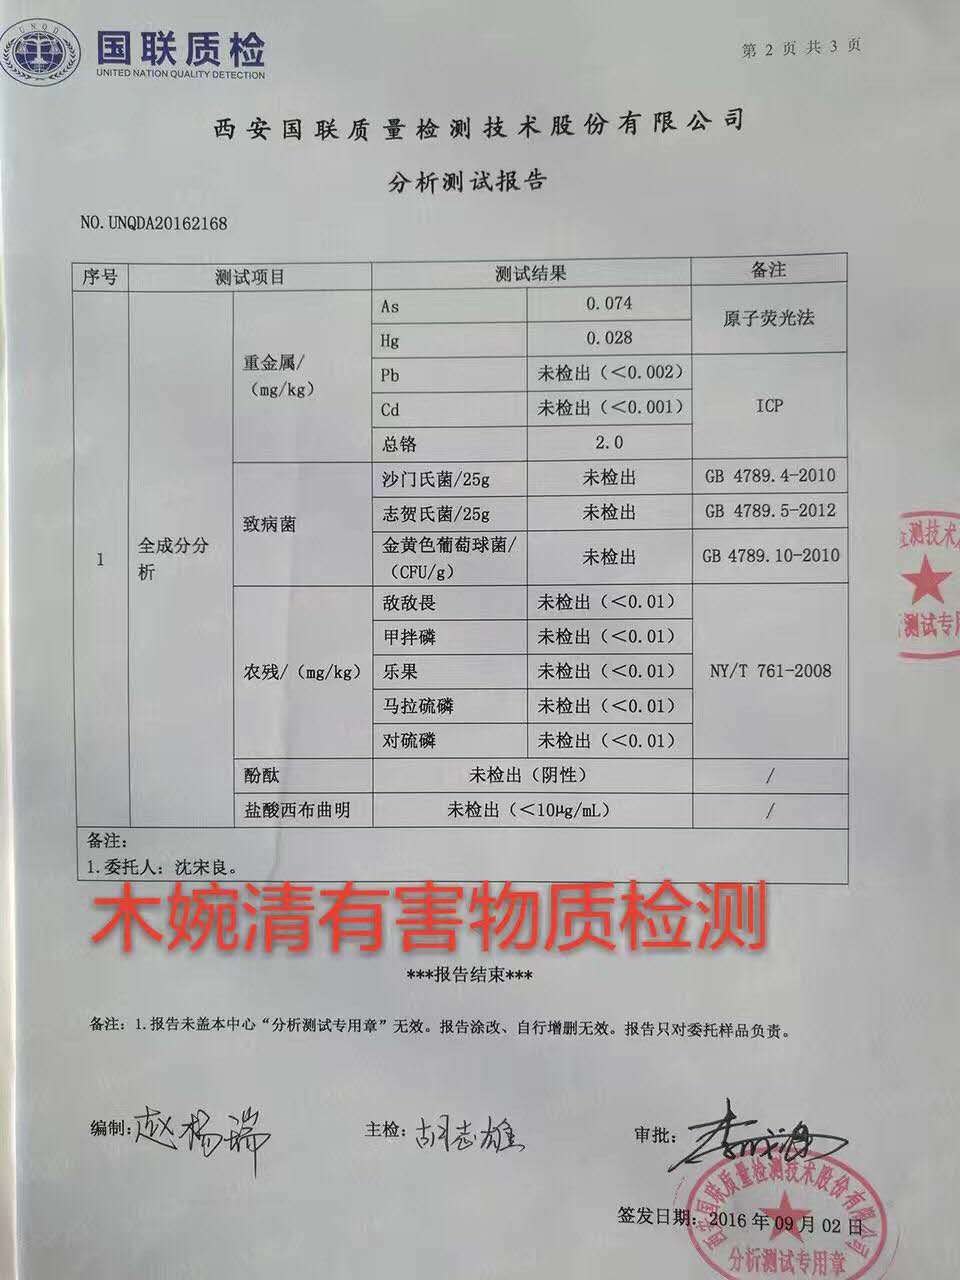 UNQD
国联质检
UNITED NATION QUALITY DETECTION
第 2 页 共 3 页
西安国联质量检测技术股份有限公司
分析测试报告
NO.UNQDA20162168
序号 测试项目 测试结果 备注
1 全成分分析
重金属/（mg/kg）
As 0.074 原子荧光法
Hg 0.028
Pb 未检出（＜0.002） ICP
Cd 未检出（＜0.001）
总铬 2.0
致病菌
沙门氏菌/25g 未检出 GB 4789.4-2010
志贺氏菌/25g 未检出 GB 4789.5-2012
金黄色葡萄球菌/
（CFU/g） 未检出 GB 4789.10-2010
农残/（mg/kg）
敌敌畏 未检出（＜0.01） NY/T 761-2008
甲拌磷 未检出（＜0.01）
乐果 未检出（＜0.01）
马拉硫磷 未检出（＜0.01）
对硫磷 未检出（＜0.01）
酚酞 未检出（阴性） /
盐酸西布曲明 未检出（＜10μg/mL） /
备注：
1.委托人：沈宋良。
木婉清有害物质检测
***报告结束***
备注：1.报告未盖本中心“分析测试专用章”无效。报告涂改、自行增删无效。报告只对委托样品负责。
编制：赵杨瑞 主检：胡志雄 审批：
签发日期：2016 年 09 月 02 日
西安国联质量检测技术股份有限公司
分析测试专用章
检测技术
测试专用